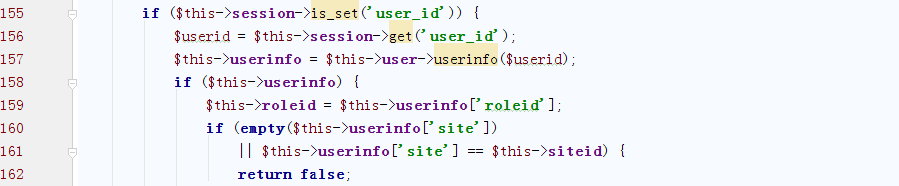 155 if ($this->session->is_set('user_id')) {
156 $userid = $this->session->get('user_id');
157 $this->userinfo = $this->user->userinfo($userid);
158 if ($this->userinfo) {
159 $this->roleid = $this->userinfo['roleid'];
160 if (empty($this->userinfo['site'])
161 || $this->userinfo['site'] == $this->siteid) {
162 return false;